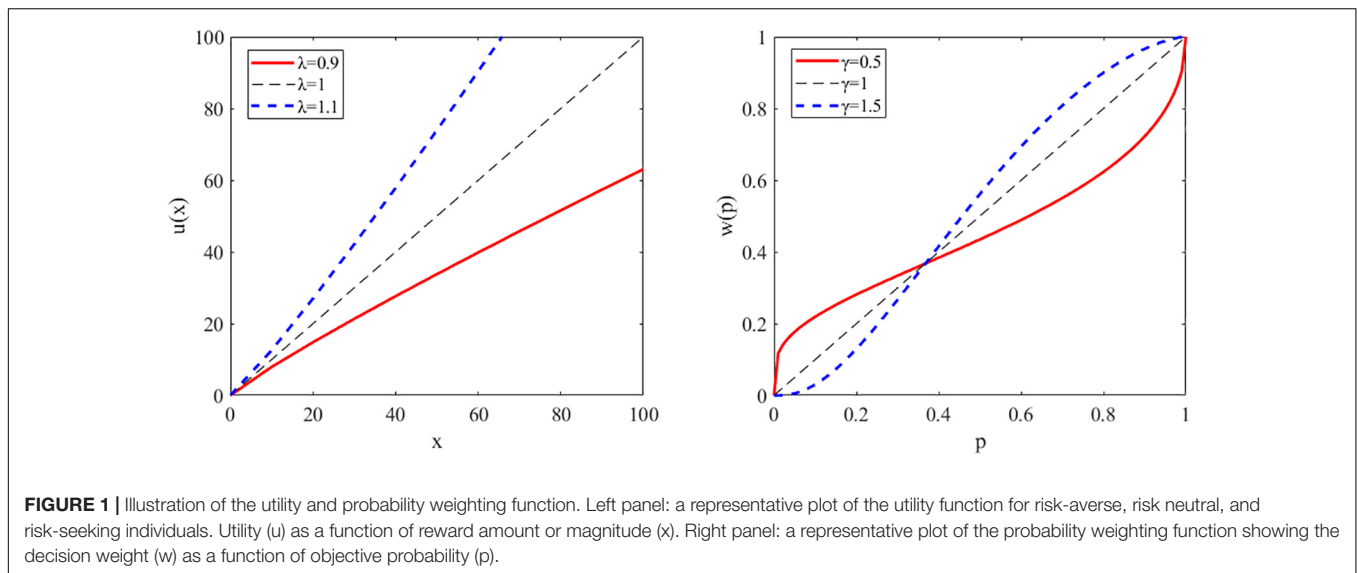 100
80
60
40
20
0
u(x)
λ=0.9
λ=1
λ=1.1
0 20 40 60 80 100
x
1
0.8
0.6
0.4
0.2
0
w(p)
γ=0.5
γ=1
γ=1.5
0 0.2 0.4 0.6 0.8 1
p
FIGURE 1 | Illustration of the utility and probability weighting function. Left panel: a representative plot of the utility function for risk-averse, risk neutral, and
risk-seeking individuals. Utility (u) as a function of reward amount or magnitude (x). Right panel: a representative plot of the probability weighting function showing the
decision weight (w) as a function of objective probability (p).